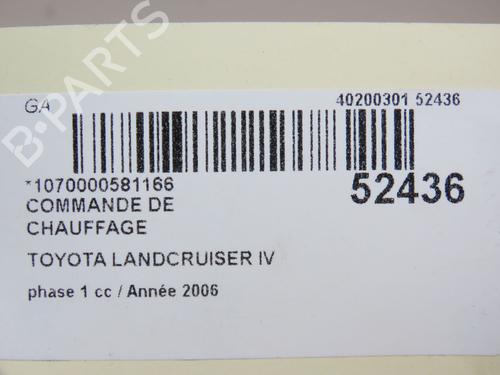 GA
40200301 52436
*1070000581166
52436
COMMANDE DE
CHAUFFAGE
TOYOTA LANDCRUISER IV
phase 1 cc / Année 2006
B-PARTS